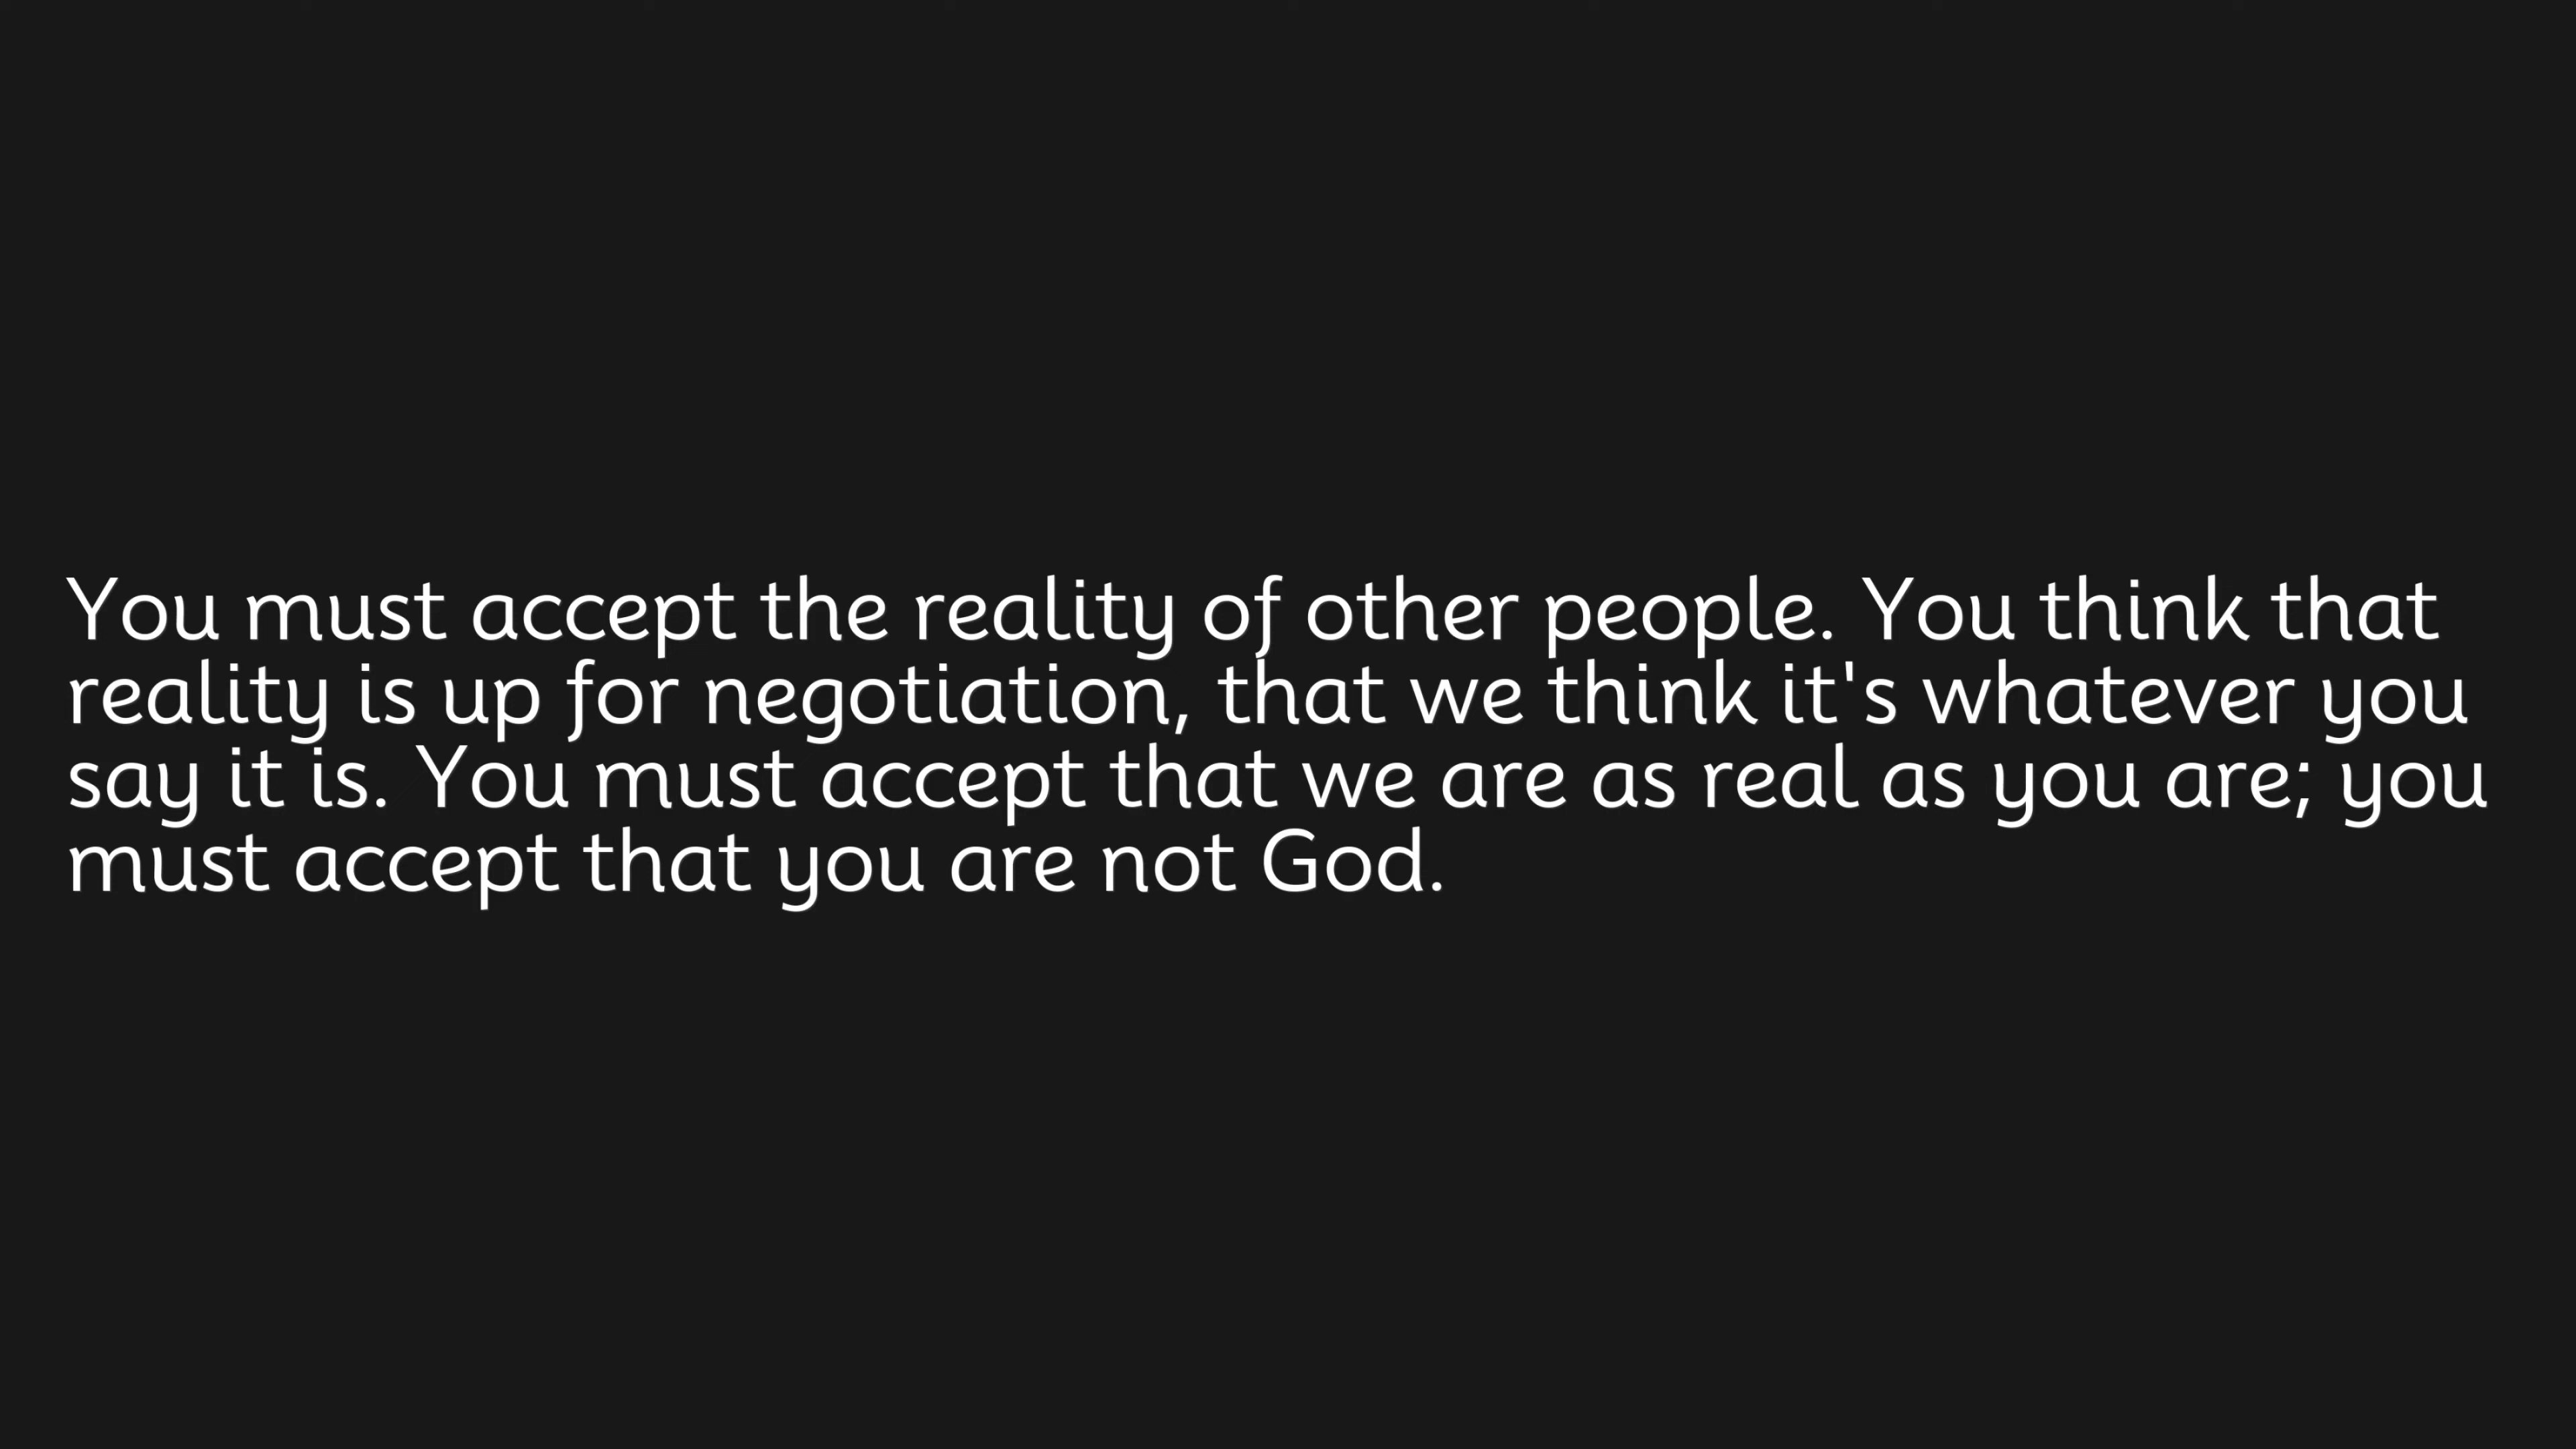 You must accept the reality of other people. You think that
reality is up for negotiation, that we think it's whatever you
say it is. You must accept that we are as real as you are; you
must accept that you are not God.